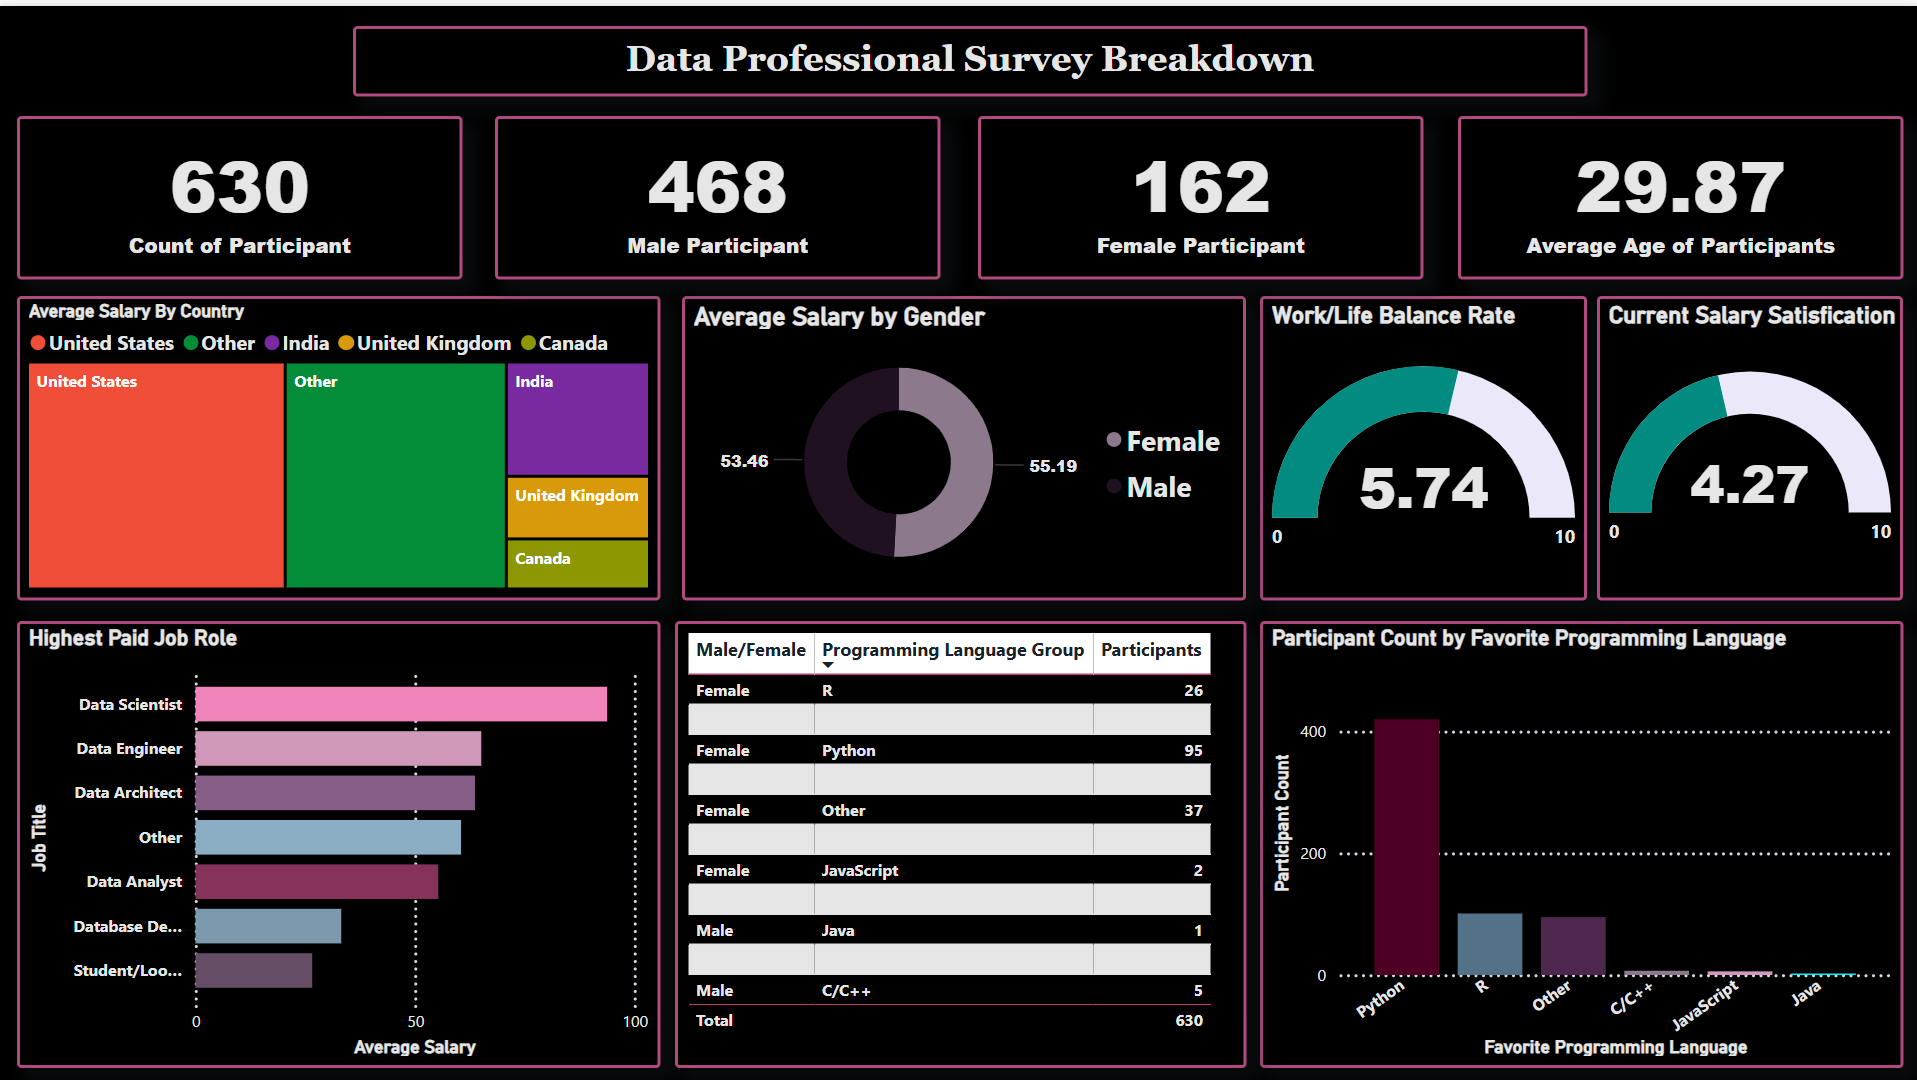 Data Professional Survey Breakdown
630
Count of Participant
468
Male Participant
162
Female Participant
29.87
Average Age of Participants
Average Salary By Country
United States Other India United Kingdom Canada
United States
Other
India
United Kingdom
Canada
Average Salary by Gender
53.46
55.19
Female
Male
Work/Life Balance Rate
5.74
0
10
Current Salary Satisfication
4.27
0
10
Highest Paid Job Role
Job Title
Data Scientist
Data Engineer
Data Architect
Other
Data Analyst
Database De...
Student/Loo...
0 50 100
Average Salary
Male/Female Programming Language Group Participants
Female R 26
Female Python 95
Female Other 37
Female JavaScript 2
Male Java 1
Male C/C++ 5
Total 630
Participant Count by Favorite Programming Language
Participant Count
400
200
0
Python R Other C/C++ JavaScript Java
Favorite Programming Language